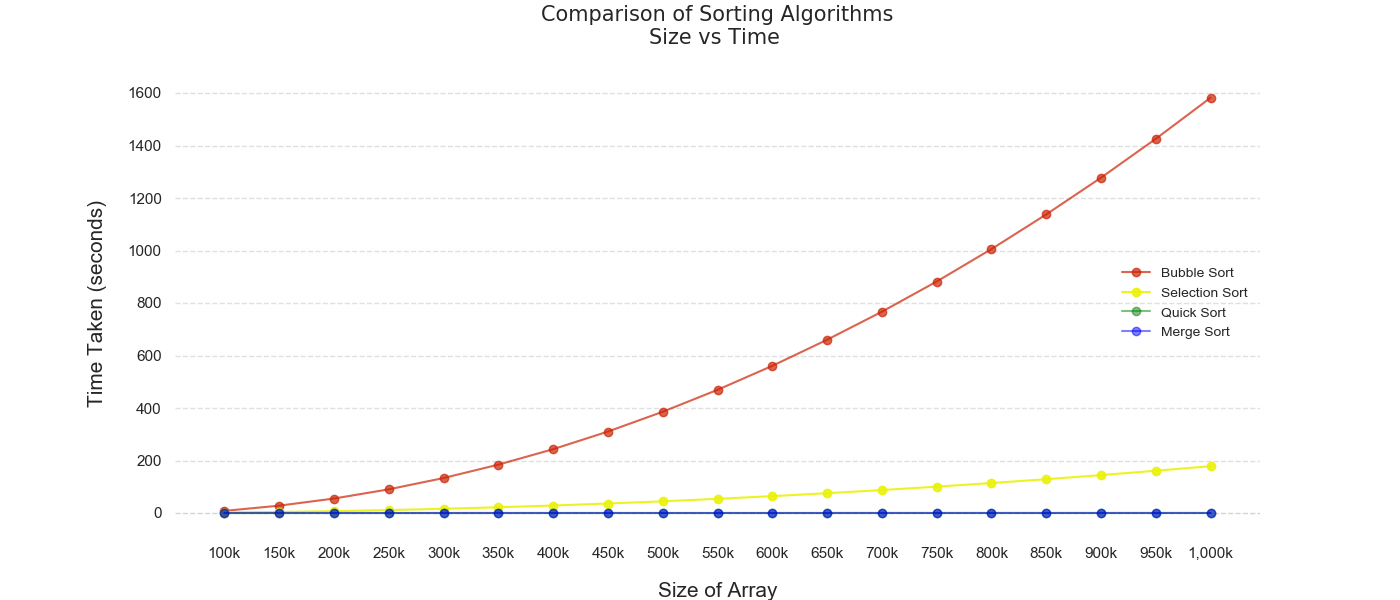 Comparison of Sorting Algorithms
Size vs Time
Time Taken (seconds)
1600
1400
1200
1000
800
600
400
200
0
Bubble Sort
Selection Sort
Quick Sort
Merge Sort
100k 150k 200k 250k 300k 350k 400k 450k 500k 550k 600k 650k 700k 750k 800k 850k 900k 950k 1,000k
Size of Array